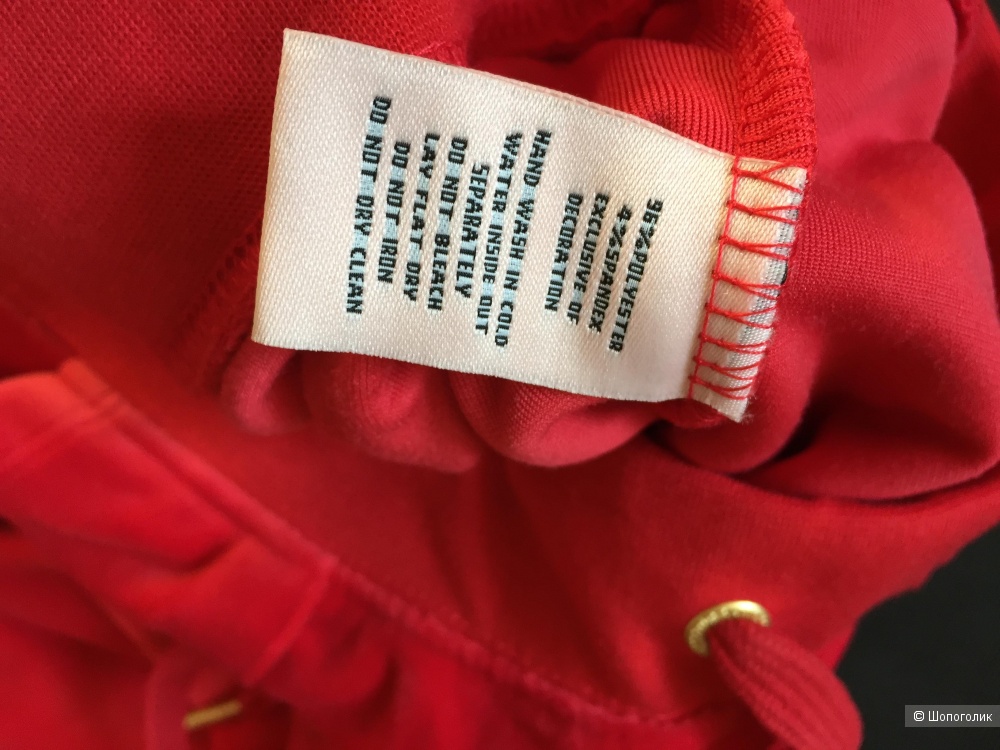 96%POLYESTER
4%SPANDEX
EXCLUSIVE OF
DECORATION
HAND WASH IN COLD
WATER INSIDE OUT
SEPARATELY
DO NOT BLEACH
LAY FLAT DRY
DO NOT IRON
DO NOT DRY CLEAN
© Шопоголик